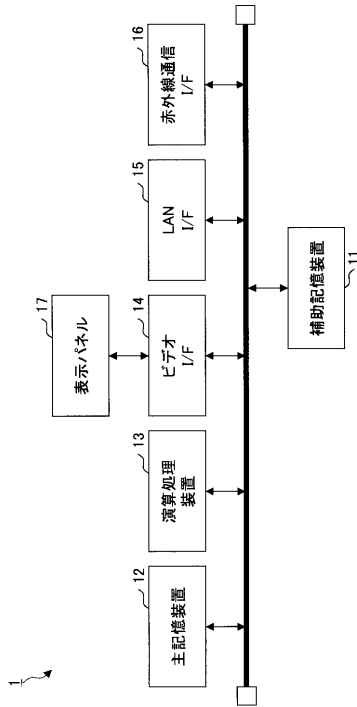 1
17
表示パネル
12
主記憶装置
13
演算処理
装置
14
ビデオ
I/F
15
LAN
I/F
16
赤外線通信
I/F
補助記憶装置
11